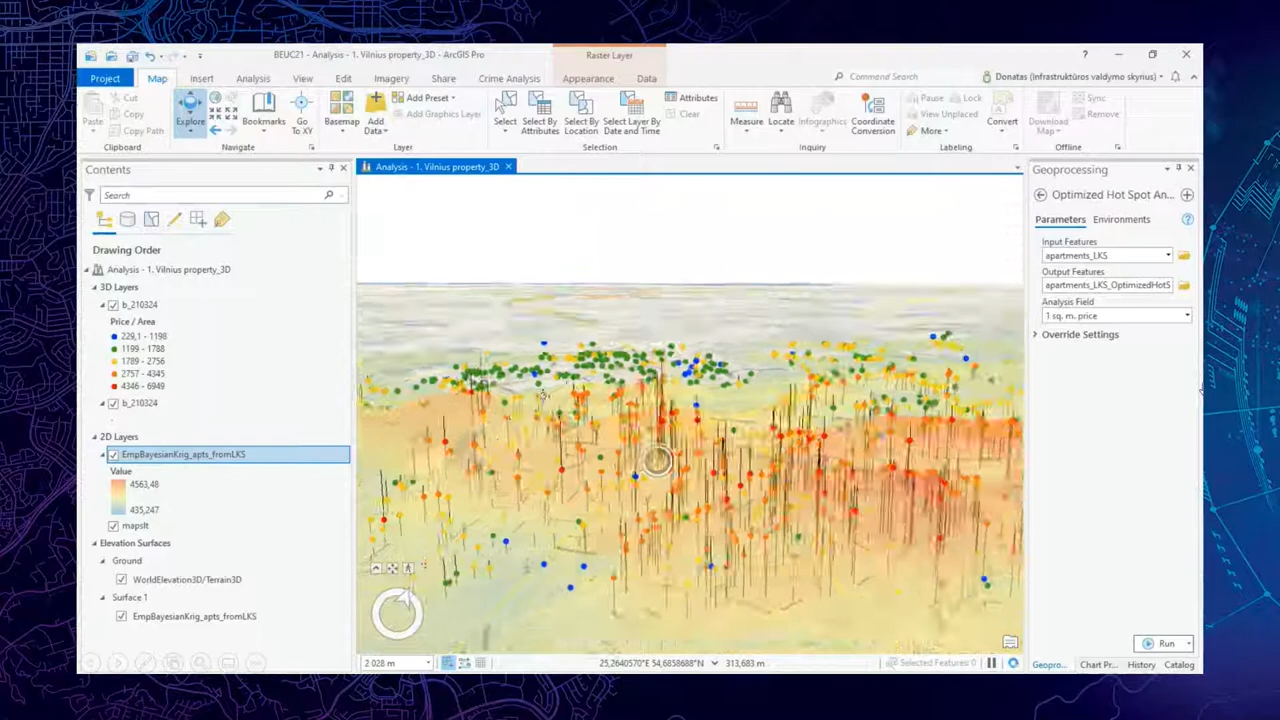 BEUC21 - Analysis - 1. Vilnius property_3D - ArcGIS Pro
Raster Layer
?
Project
Map
Insert
Analysis
View
Edit
Imagery
Share
Crime Analysis
Appearance
Data
Command Search
Donatas (Infrastruktūros valdymo skyrius)
Paste
Cut
Copy
Copy Path
Clipboard
Explore
Bookmarks
Go To XY
Navigate
Basemap
Add Data
Add Preset
Add Graphics Layer
Layer
Select
Select By Attributes
Select By Location
Select Layer By Date and Time
Attributes
Clear
Selection
Measure
Locate
Infographics
Coordinate Conversion
Inquiry
Pause
Lock
View Unplaced
More
Convert
Labeling
Download Map
Sync
Remove
Offline
Contents
Search
Drawing Order
Analysis - 1. Vilnius property_3D
3D Layers
b_210324
Price / Area
229,1 - 1198
1199 - 1788
1789 - 2756
2757 - 4345
4346 - 6949
b_210324
2D Layers
EmpBayesianKrig_apts_fromLKS
Value
4563,48
435,247
mapsIt
Elevation Surfaces
Ground
WorldElevation3D/Terrain3D
Surface 1
EmpBayesianKrig_apts_fromLKS
Analysis - 1. Vilnius property_3D
2 028 m
25,2640570°E 54,6858688°N
313,683 m
Selected Features: 0
Geoprocessing
Optimized Hot Spot An...
Parameters
Environments
?
Input Features
apartments_LKS
Output Features
apartments_LKS_OptimizedHotS
Analysis Field
1 sq. m. price
Override Settings
Run
Geopro...
Chart Pr...
History
Catalog